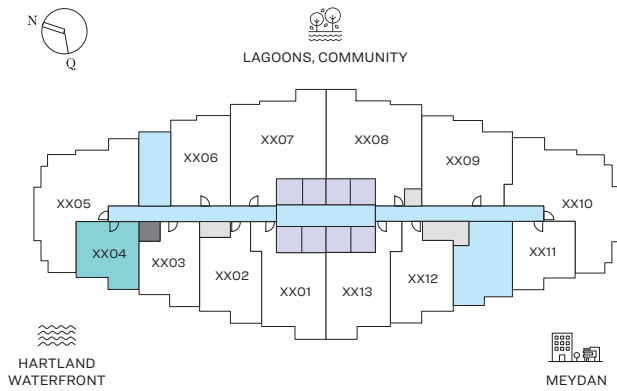 N
Q
LAGOONS, COMMUNITY
XX07
XX08
XX06
XX09
XX05
XX10
XX04
XX03
XX02
XX01
XX13
XX12
XX11
HARTLAND
WATERFRONT
MEYDAN